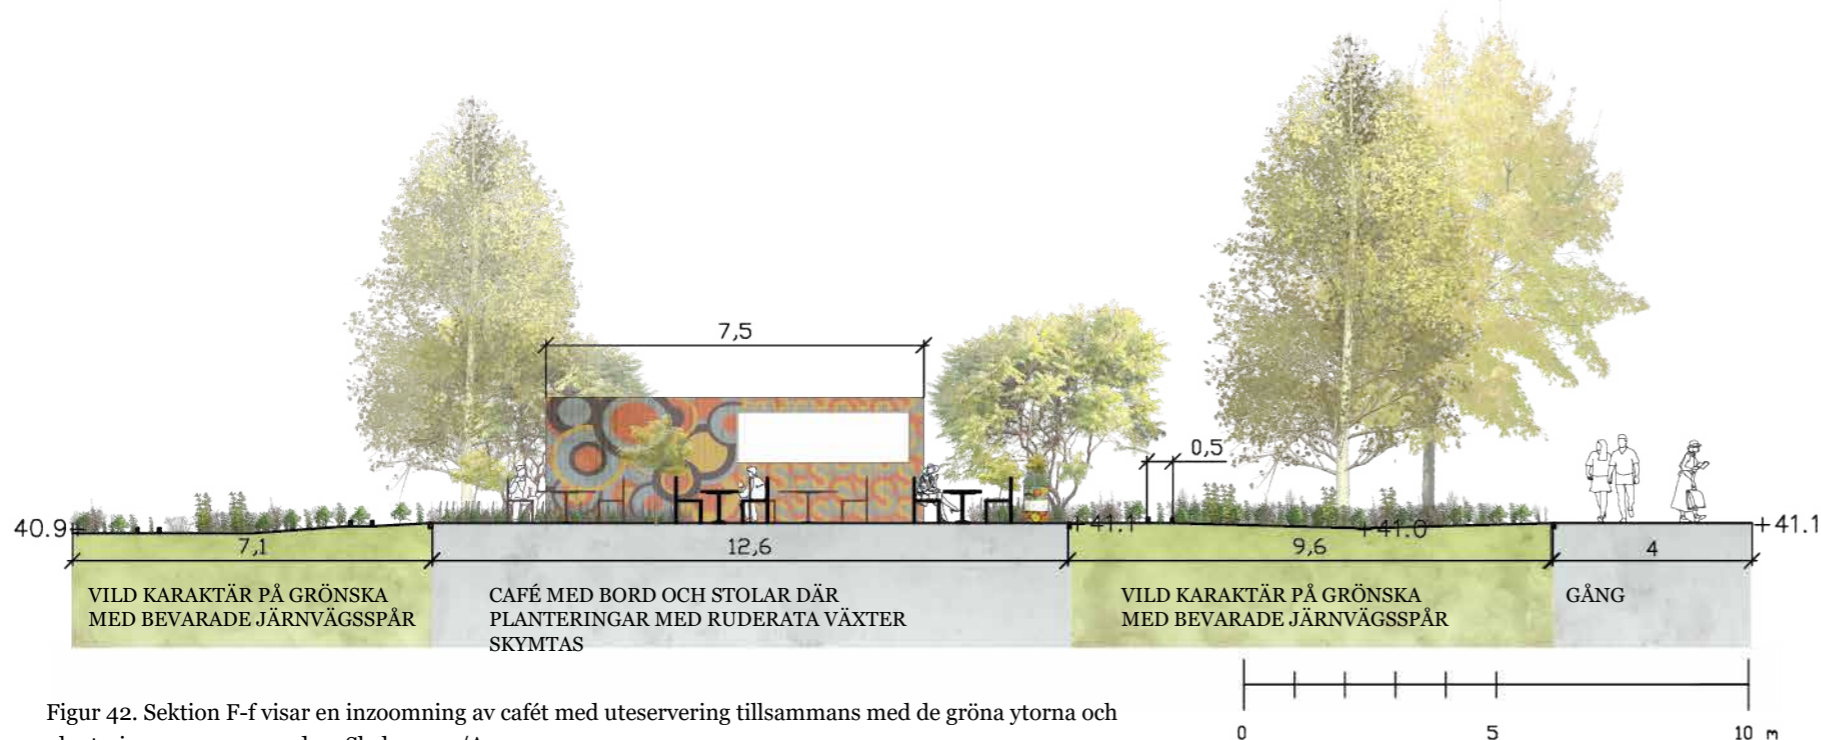 7,5
0,5
40.9
+41.1
+41.0
+41.1
7,1
12,6
9,6
4
VILD KARAKTÄR PÅ GRÖNSKA
MED BEVARADE JÄRNVÄGSSPÅR
CAFÉ MED BORD OCH STOLAR DÄR
PLANTERINGAR MED RUDERATA VÄXTER
SKYMTAS
VILD KARAKTÄR PÅ GRÖNSKA
MED BEVARADE JÄRNVÄGSSPÅR
GÅNG
Figur 42. Sektion F-f visar en inzoomning av cafét med uteservering tillsammans med de gröna ytorna och
0 5 10 m